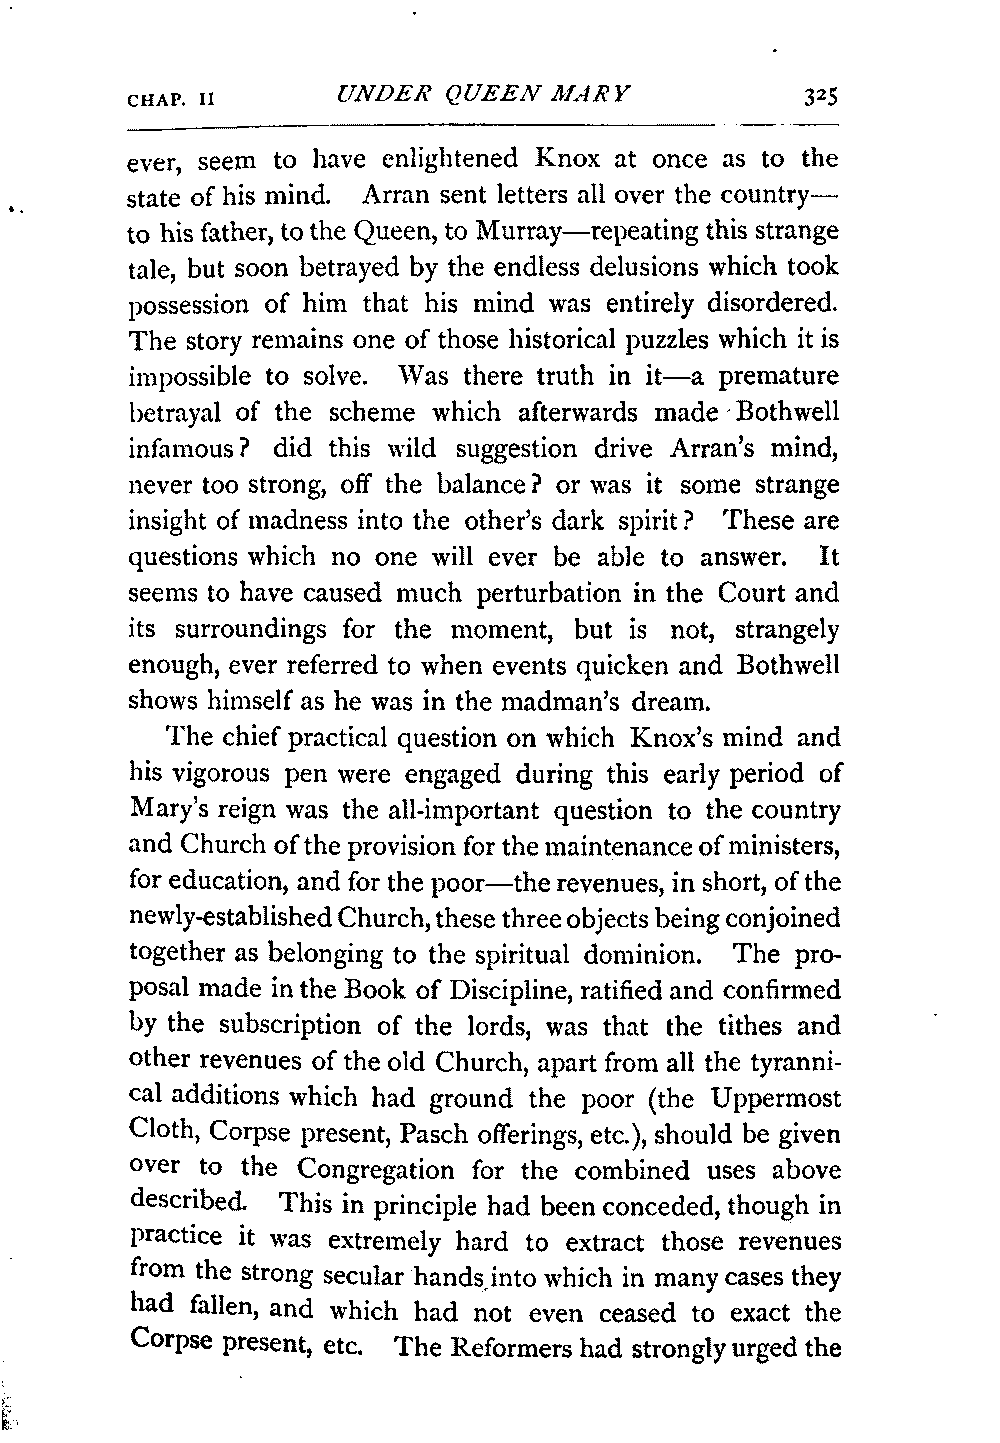 CHAP. II UNDER QUEEN MARY 325
ever, seem to have enlightened Knox at once as to the
state of his mind. Arran sent letters all over the country—
to his father, to the Queen, to Murray—repeating this strange
tale, but soon betrayed by the endless delusions which took
possession of him that his mind was entirely disordered.
The story remains one of those historical puzzles which it is
impossible to solve. Was there truth in it—a premature
betrayal of the scheme which afterwards made Bothwell
infamous? did this wild suggestion drive Arran's mind,
never too strong, off the balance? or was it some strange
insight of madness into the other's dark spirit? These are
questions which no one will ever be able to answer. It
seems to have caused much perturbation in the Court and
its surroundings for the moment, but is not, strangely
enough, ever referred to when events quicken and Bothwell
shows himself as he was in the madman's dream.
The chief practical question on which Knox's mind and
his vigorous pen were engaged during this early period of
Mary's reign was the all-important question to the country
and Church of the provision for the maintenance of ministers,
for education, and for the poor—the revenues, in short, of the
newly-established Church, these three objects being conjoined
together as belonging to the spiritual dominion. The pro-
posal made in the Book of Discipline, ratified and confirmed
by the subscription of the lords, was that the tithes and
other revenues of the old Church, apart from all the tyranni-
cal additions which had ground the poor (the Uppermost
Cloth, Corpse present, Pasch offerings, etc.), should be given
over to the Congregation for the combined uses above
described. This in principle had been conceded, though in
practice it was extremely hard to extract those revenues
from the strong secular hands into which in many cases they
had fallen, and which had not even ceased to exact the
Corpse present, etc. The Reformers had strongly urged the